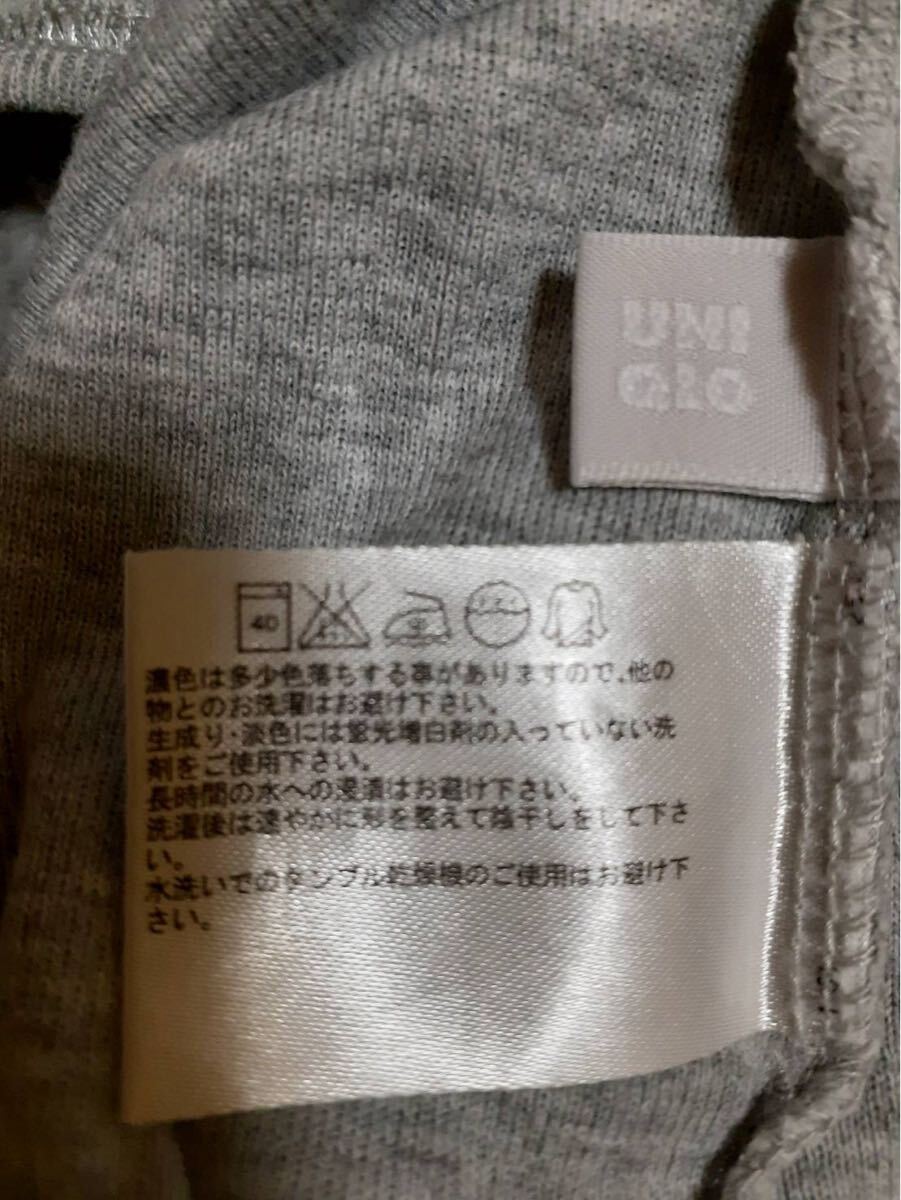 UNI
QLO
40
濃色は多少色落ちする事がありますので、他の
物とのお洗濯はお避け下さい。
生成り・淡色には蛍光増白剤の入っていない洗
剤をご使用下さい。
長時間の水への浸漬はお避け下さい。
洗濯後は速やかに形を整えて陰干しをして下さ
い。
水洗いでのタンブル乾燥機のご使用はお避け下
さい。